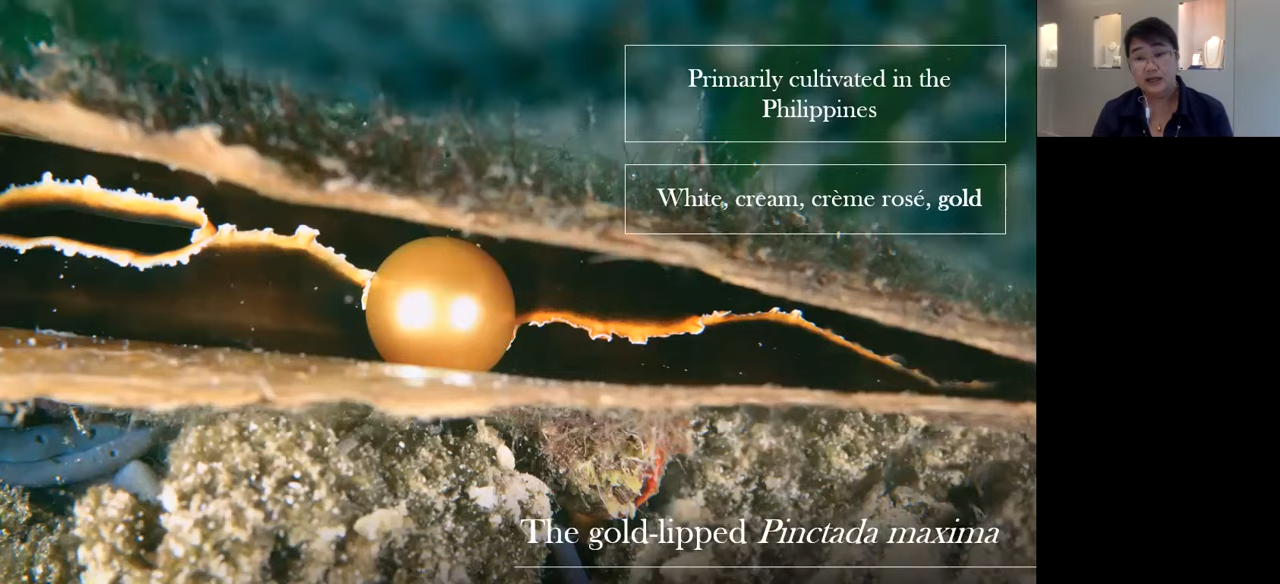 Primarily cultivated in the
Philippines
White, cream, crème rosé, gold
The gold-lipped Pinctada maxima